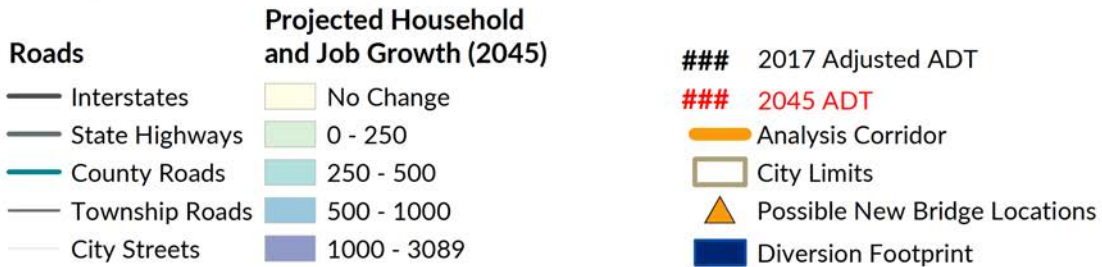 Roads
Interstates
State Highways
County Roads
Township Roads
City Streets
Projected Household
and Job Growth (2045)
No Change
0 - 250
250 - 500
500 - 1000
1000 - 3089
### 2017 Adjusted ADT
### 2045 ADT
Analysis Corridor
City Limits
Possible New Bridge Locations
Diversion Footprint